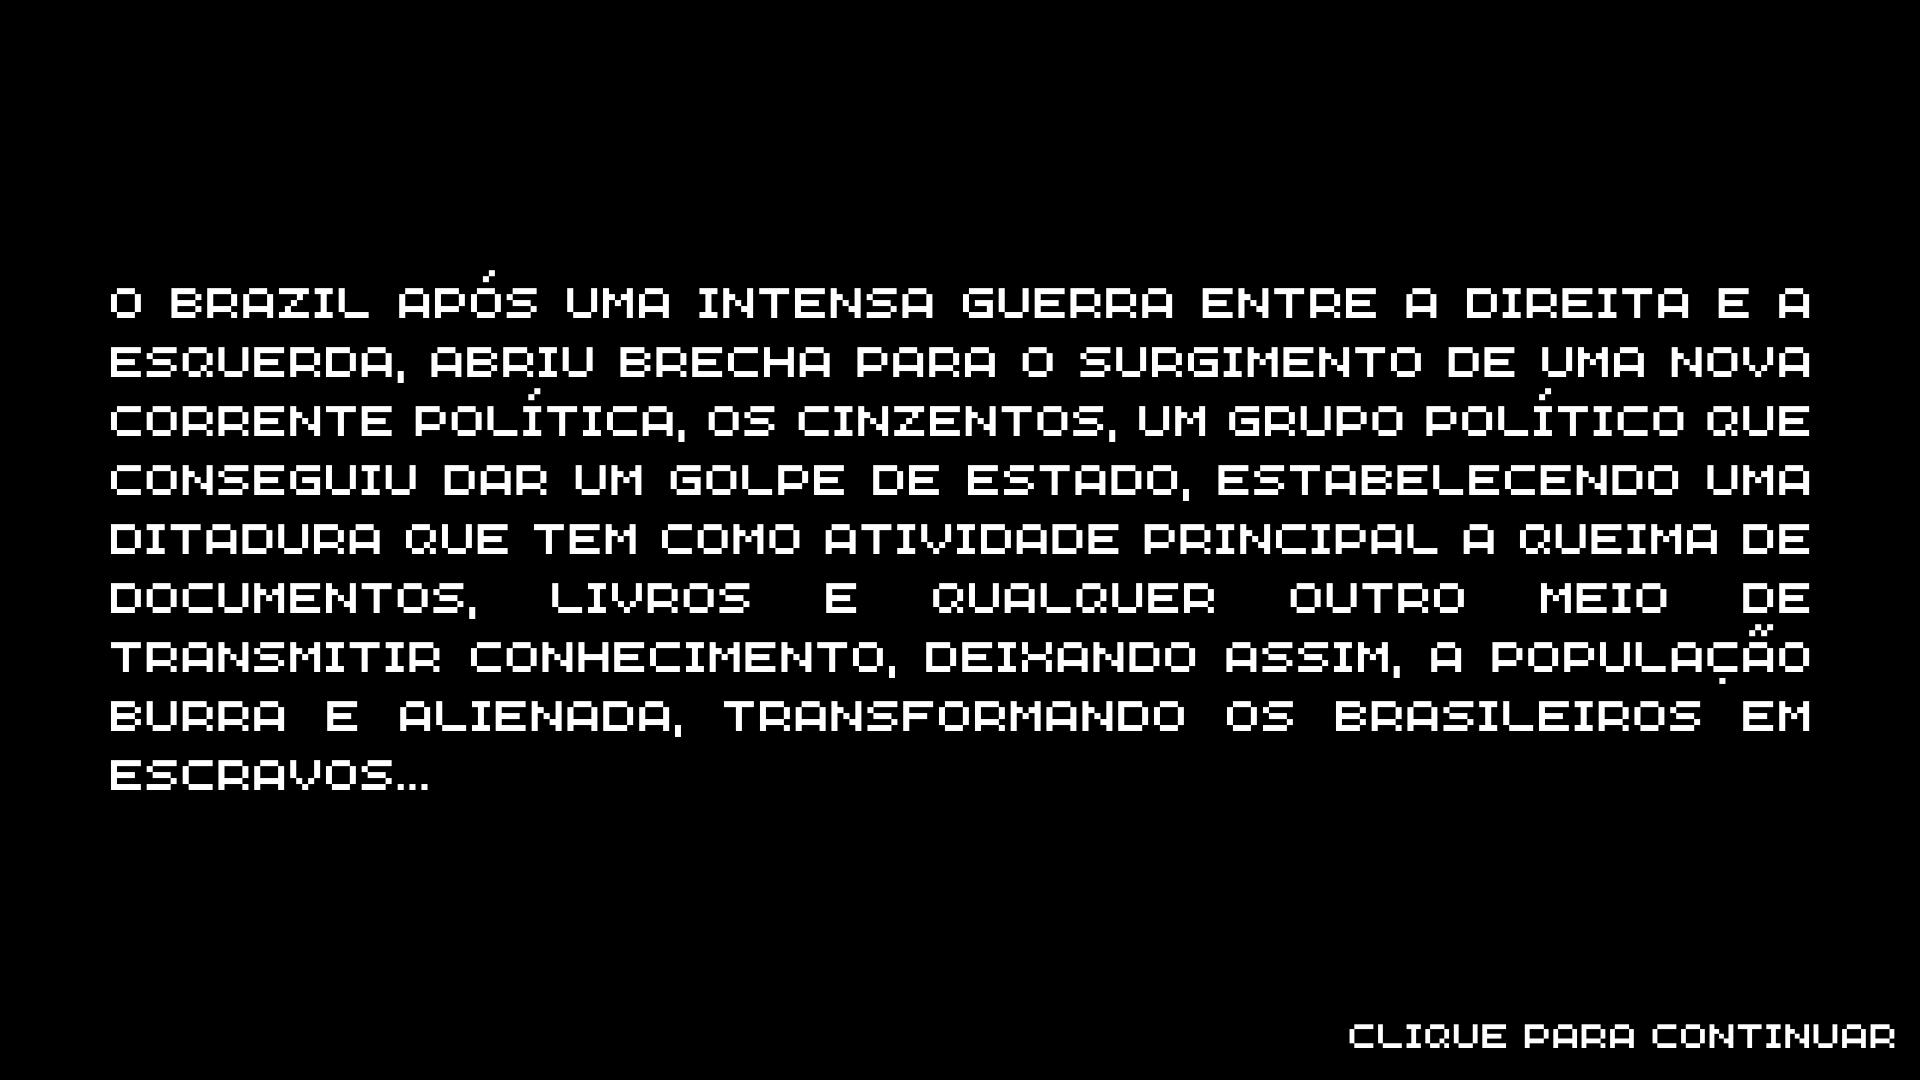 O BRAZIL APÓS UMA INTENSA GUERRA ENTRE A DIREITA E A
ESQUERDA, ABRIU BRECHA PARA O SURGIMENTO DE UMA NOVA
CORRENTE POLÍTICA, OS CINZENTOS, UM GRUPO POLÍTICO QUE
CONSEGUIU DAR UM GOLPE DE ESTADO, ESTABELECENDO UMA
DITADURA QUE TEM COMO ATIVIDADE PRINCIPAL A QUEIMA DE
DOCUMENTOS, LIVROS E QUALQUER OUTRO MEIO DE
TRANSMITIR CONHECIMENTO, DEIXANDO ASSIM, A POPULAÇÃO
BURRA E ALIENADA, TRANSFORMANDO OS BRASILEIROS EM
ESCRAVOS...
CLIQUE PARA CONTINUAR